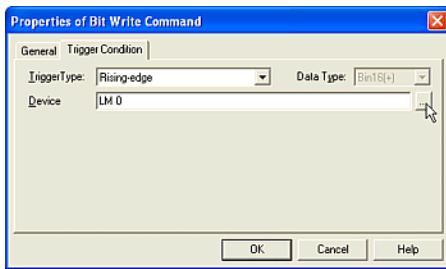 Properties of Bit Write Command
General Trigger Condition
TriggerType: Rising-edge Data Type: Bin16(+)
Device LM 0 ...
OK Cancel Help